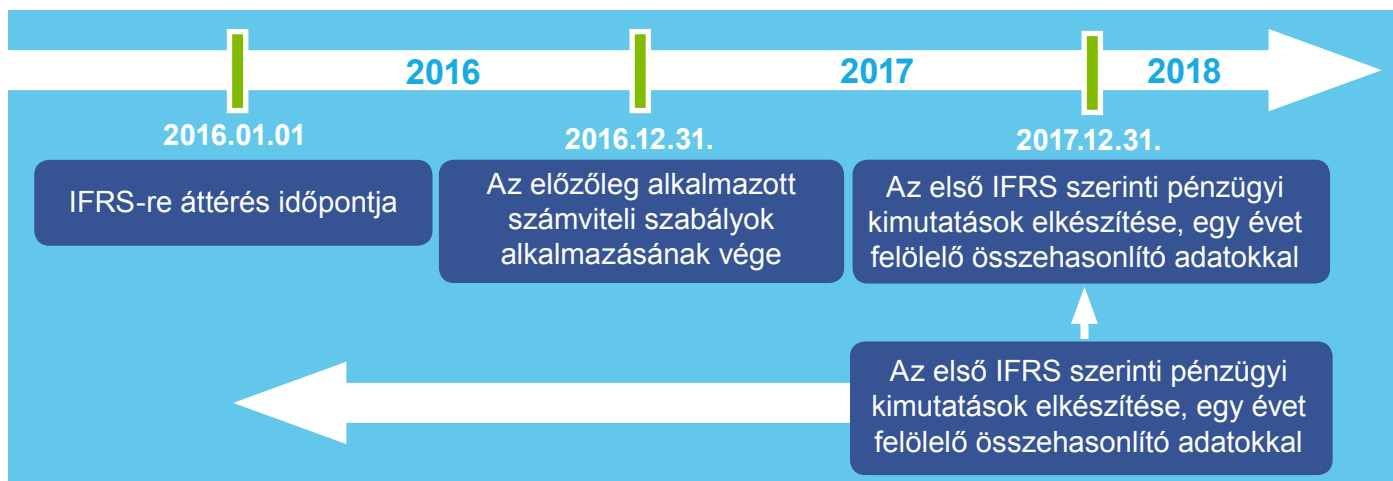 2016
2017
2018
2016.01.01
2016.12.31.
2017.12.31.
IFRS-re áttérés időpontja
Az előzőleg alkalmazott
számviteli szabályok
alkalmazásának vége
Az első IFRS szerinti pénzügyi
kimutatások elkészítése, egy évet
felölelő összehasonlító adatokkal
Az első IFRS szerinti pénzügyi
kimutatások elkészítése, egy évet
felölelő összehasonlító adatokkal